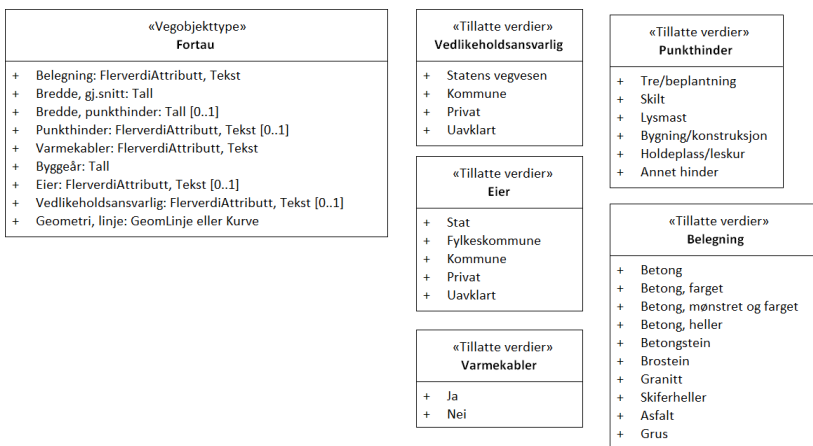 «Vegobjekttype»
Fortau
+ Belegning: FlerverdiAttributt, Tekst
+ Bredde, gj.snitt: Tall
+ Bredde, punkthinder: Tall [0..1]
+ Punkthinder: FlerverdiAttributt, Tekst [0..1]
+ Varmekabler: FlerverdiAttributt, Tekst
+ Byggeår: Tall
+ Eier: FlerverdiAttributt, Tekst [0..1]
+ Vedlikeholdsansvarlig: FlerverdiAttributt, Tekst [0..1]
+ Geometri, linje: GeomLinje eller Kurve
«Tillatte verdier»
Vedlikeholdsansvarlig
+ Statens vegvesen
+ Kommune
+ Privat
+ Uavklart
«Tillatte verdier»
Eier
+ Stat
+ Fylkeskommune
+ Kommune
+ Privat
+ Uavklart
«Tillatte verdier»
Varmekabler
+ Ja
+ Nei
«Tillatte verdier»
Punkthinder
+ Tre/beplantning
+ Skilt
+ Lysmast
+ Bygning/konstruksjon
+ Holdeplass/leskur
+ Annet hinder
«Tillatte verdier»
Belegning
+ Betong
+ Betong, farget
+ Betong, mønstret og farget
+ Betong, heller
+ Betongstein
+ Brostein
+ Granitt
+ Skiferheller
+ Asfalt
+ Grus